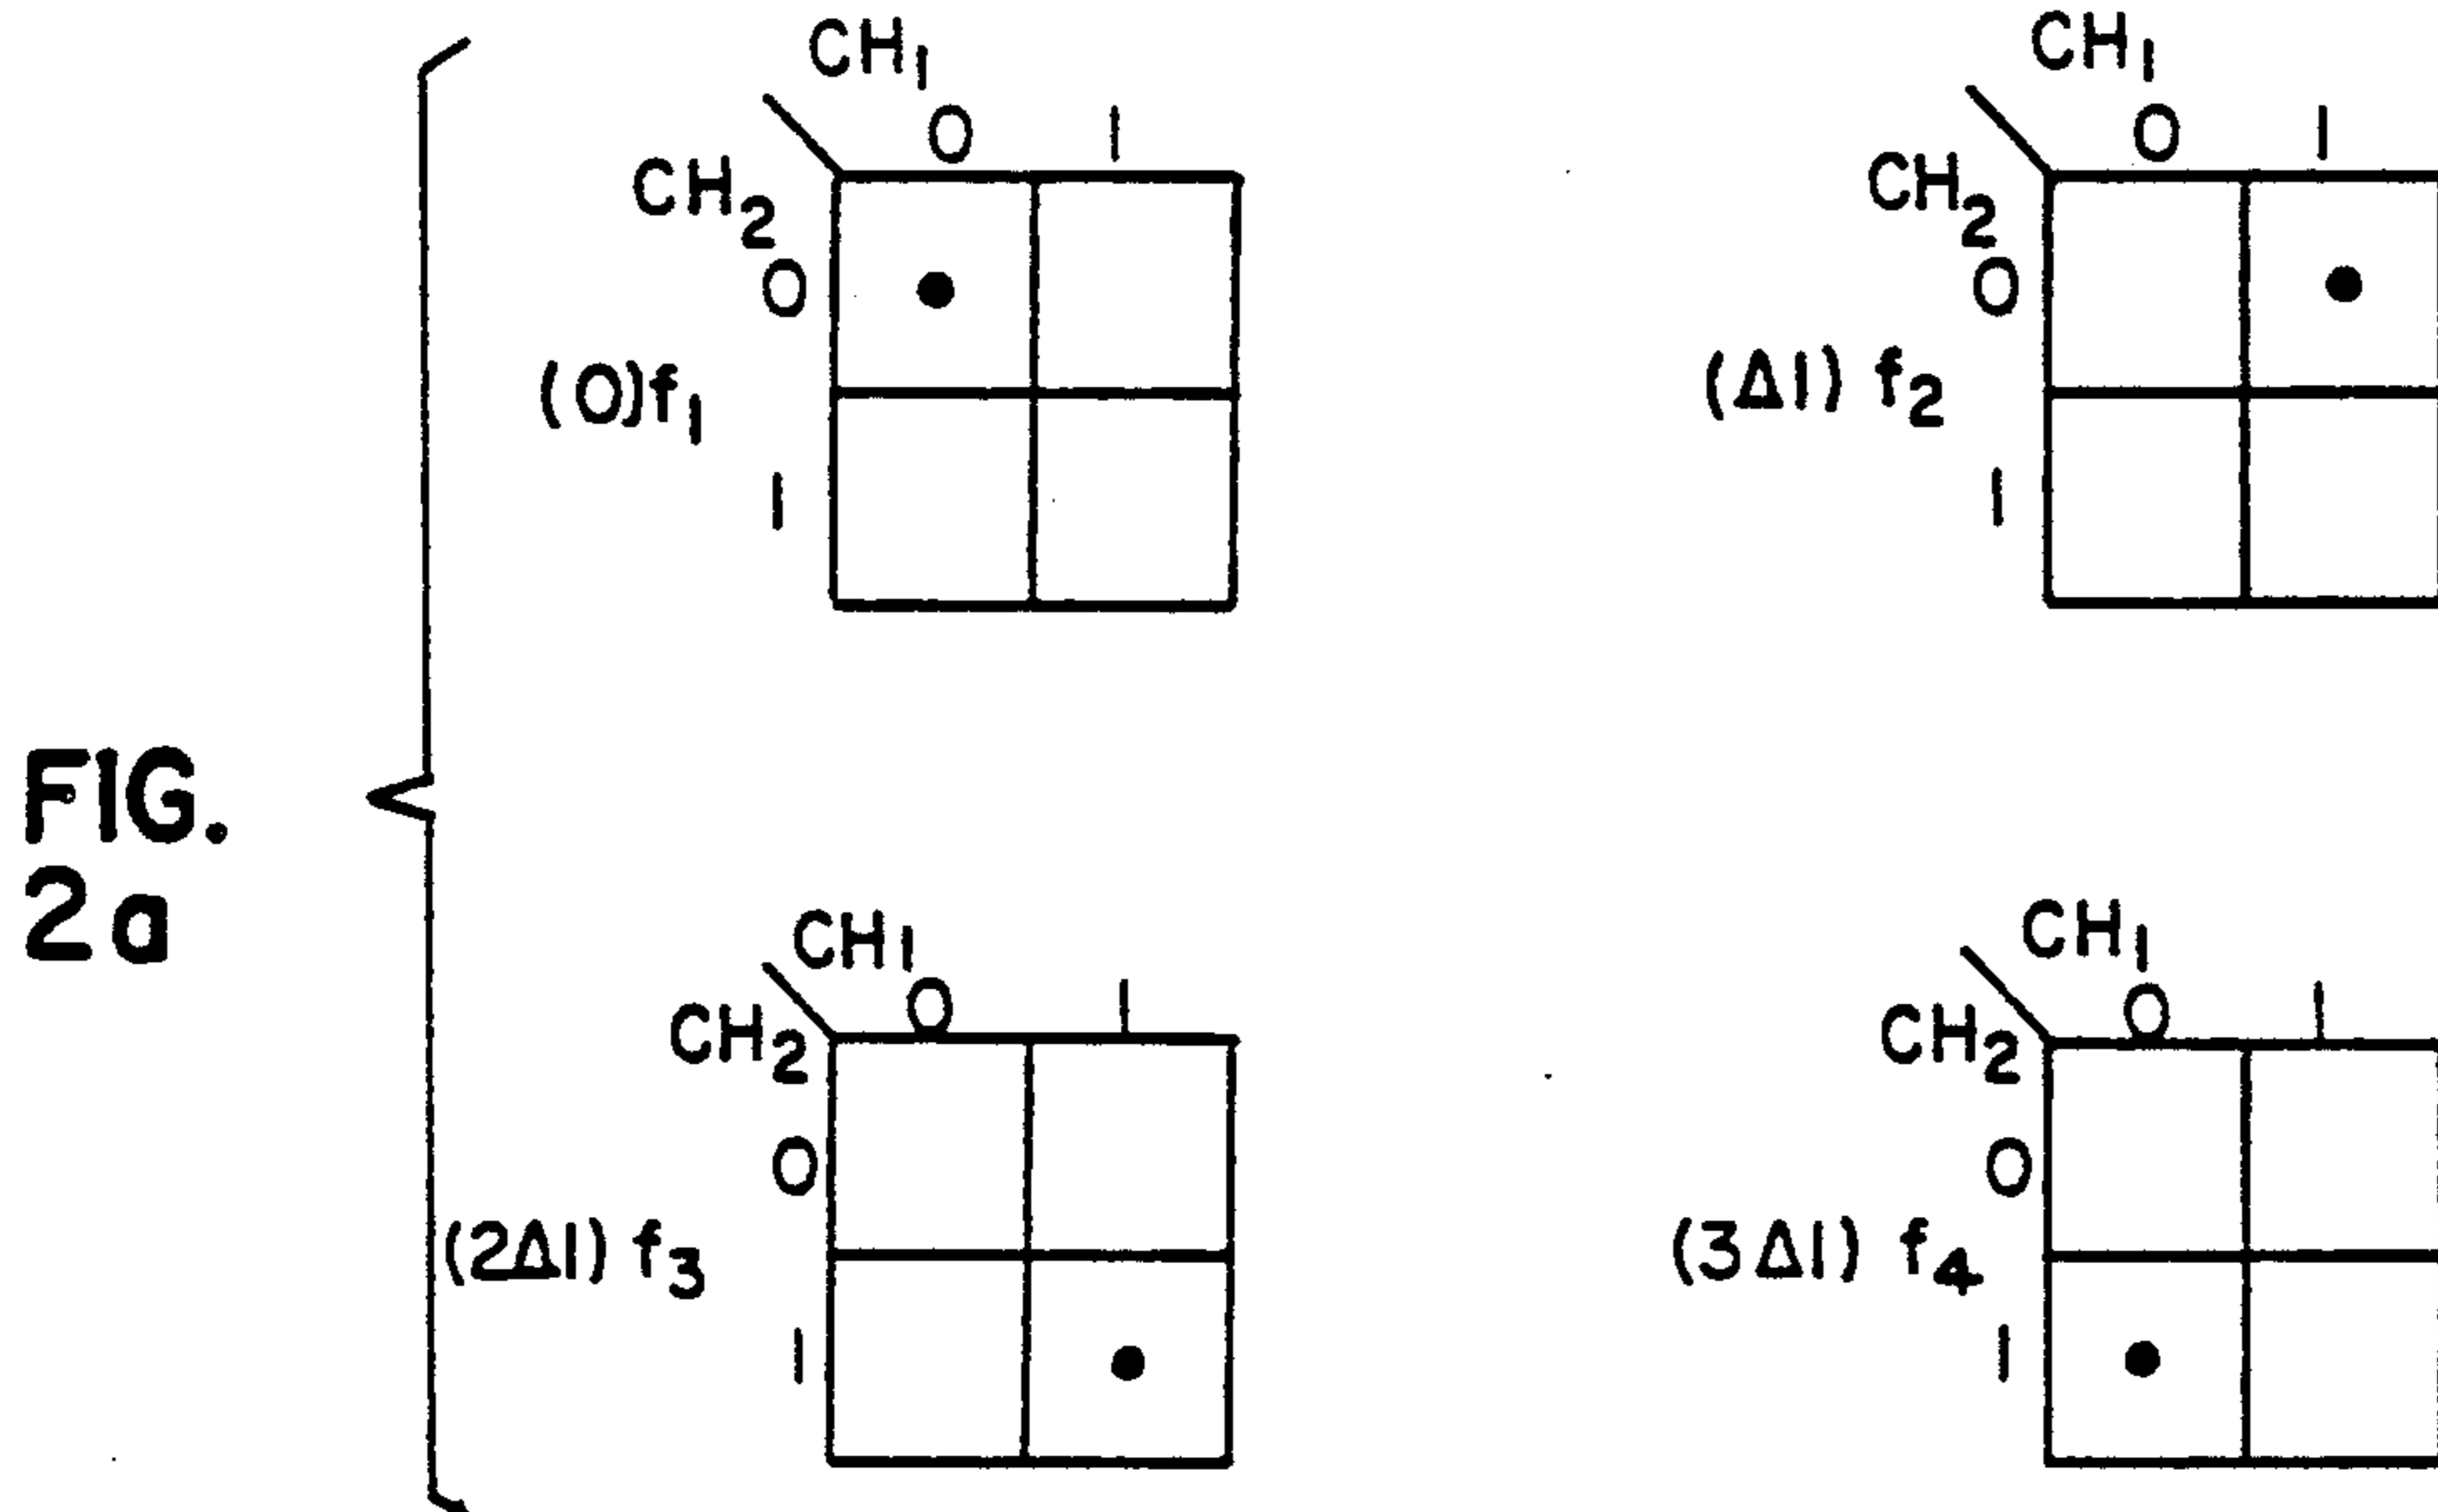 FIG.
2a
CH1
0 1
CH2
0
(0)f1
1
CH1
0 1
CH2
0
(Δ1) f2
1
CH1
0 1
CH2
0
(2Δ1) f3
1
CH1
0 1
CH2
0
(3Δ1) f4
1